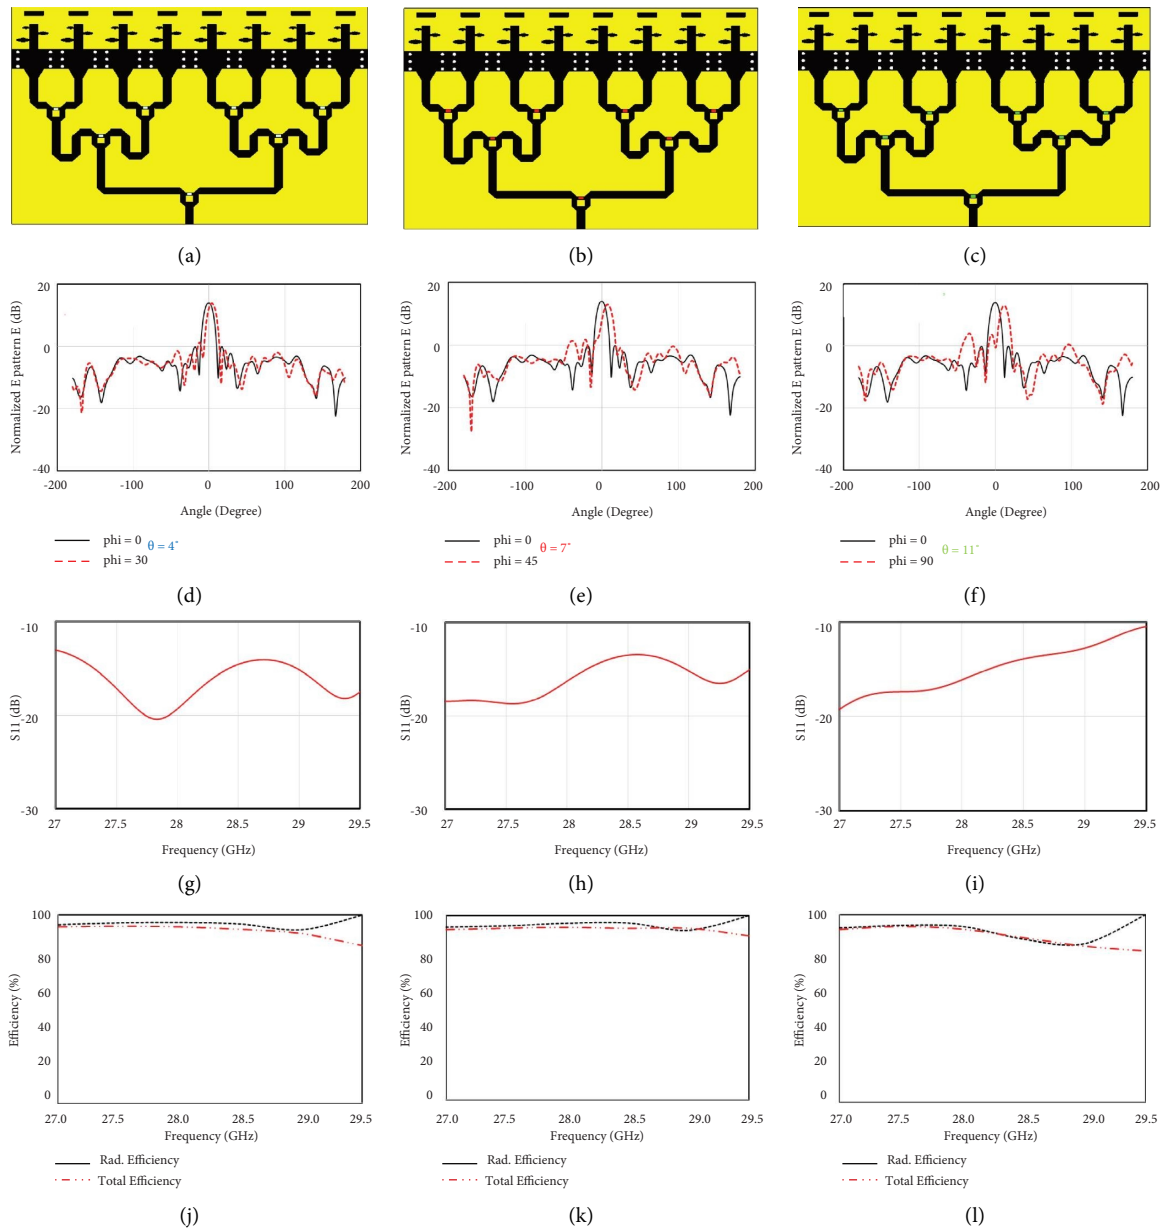 (a)
(b)
(c)
Normalized E pattern E (dB)
20
0
-20
-40
-200
-100
0
100
200
Angle (Degree)
phi = 0
θ = 4°
phi = 30
(d)
Normalized E pattern E (dB)
20
0
-20
-40
-200
-100
0
100
200
Angle (Degree)
phi = 0
θ = 7°
phi = 45
(e)
Normalized E pattern E (dB)
20
0
-20
-40
-200
-100
0
100
200
Angle (Degree)
phi = 0
θ = 11°
phi = 90
(f)
S11 (dB)
-10
-20
-30
27
27.5
28
28.5
29
29.5
Frequency (GHz)
(g)
S11 (dB)
-10
-20
-30
27
27.5
28
28.5
29
29.5
Frequency (GHz)
(h)
S11 (dB)
-10
-20
-30
27
27.5
28
28.5
29
29.5
Frequency (GHz)
(i)
Efficiency (%)
100
80
60
40
20
0
27.0
27.5
28.0
28.5
29.0
29.5
Frequency (GHz)
Rad. Efficiency
Total Efficiency
(j)
Efficiency (%)
100
80
60
40
20
0
27.0
27.5
28.0
28.5
29.0
29.5
Frequency (GHz)
Rad. Efficiency
Total Efficiency
(k)
Efficiency (%)
100
80
60
40
20
0
27.0
27.5
28.0
28.5
29.0
29.5
Frequency (GHz)
Rad. Efficiency
Total Efficiency
(l)